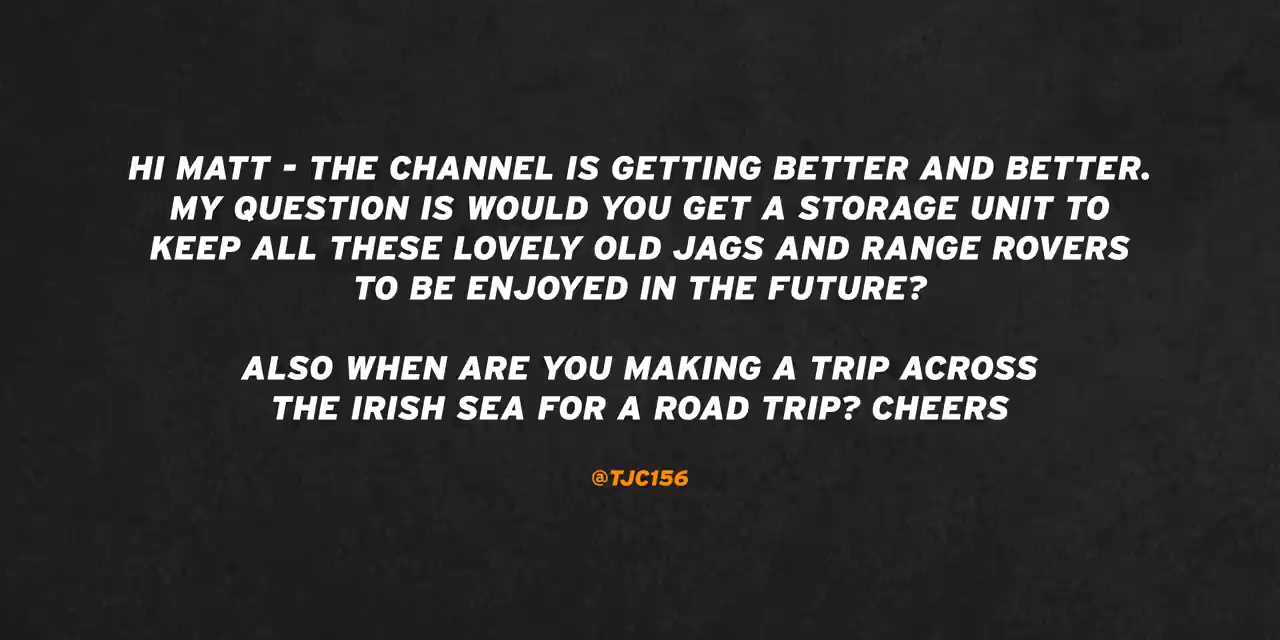 HI MATT - THE CHANNEL IS GETTING BETTER AND BETTER.
MY QUESTION IS WOULD YOU GET A STORAGE UNIT TO
KEEP ALL THESE LOVELY OLD JAGS AND RANGE ROVERS
TO BE ENJOYED IN THE FUTURE?
ALSO WHEN ARE YOU MAKING A TRIP ACROSS
THE IRISH SEA FOR A ROAD TRIP? CHEERS
@TJC156